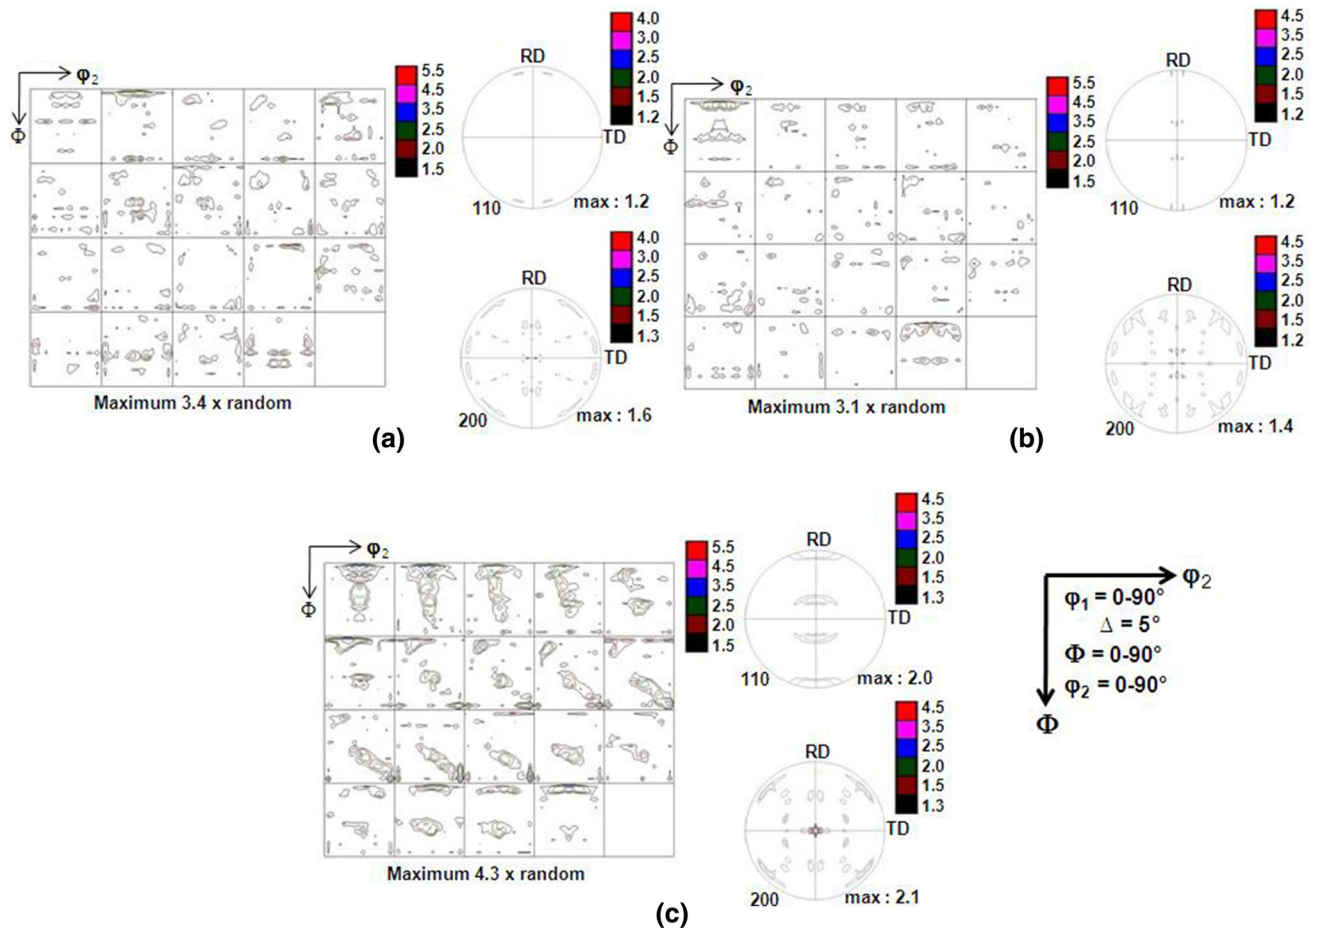 φ2
Φ
5.5
4.5
3.5
2.5
2.0
1.5
Maximum 3.4 x random
4.0
3.0
2.5
2.0
1.5
1.2
RD
TD
110
max : 1.2
4.0
3.0
2.5
2.0
1.5
1.3
RD
TD
200
max : 1.6
(a)
φ2
Φ
5.5
4.5
3.5
2.5
2.0
1.5
Maximum 3.1 x random
4.5
3.5
2.5
2.0
1.5
1.2
RD
TD
110
max : 1.2
4.5
3.5
2.5
2.0
1.5
1.2
RD
TD
200
max : 1.4
(b)
φ2
Φ
5.5
4.5
3.5
2.5
2.0
1.5
Maximum 4.3 x random
4.5
3.5
2.5
2.0
1.5
1.3
RD
TD
110
max : 2.0
4.5
3.5
2.5
2.0
1.5
1.3
RD
TD
200
max : 2.1
(c)
φ2
φ1 = 0-90°
Δ = 5°
Φ = 0-90°
φ2 = 0-90°
Φ